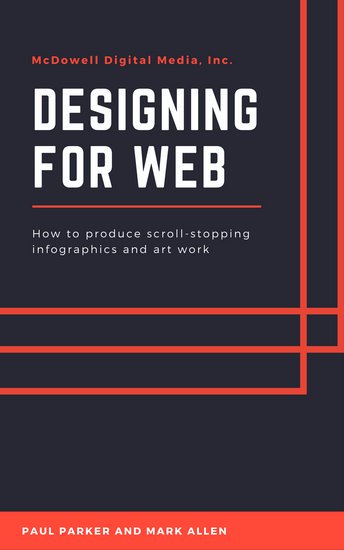 McDowell Digital Media, Inc.
DESIGNING
FOR WEB
How to produce scroll-stopping
infographics and art work
PAUL PARKER AND MARK ALLEN